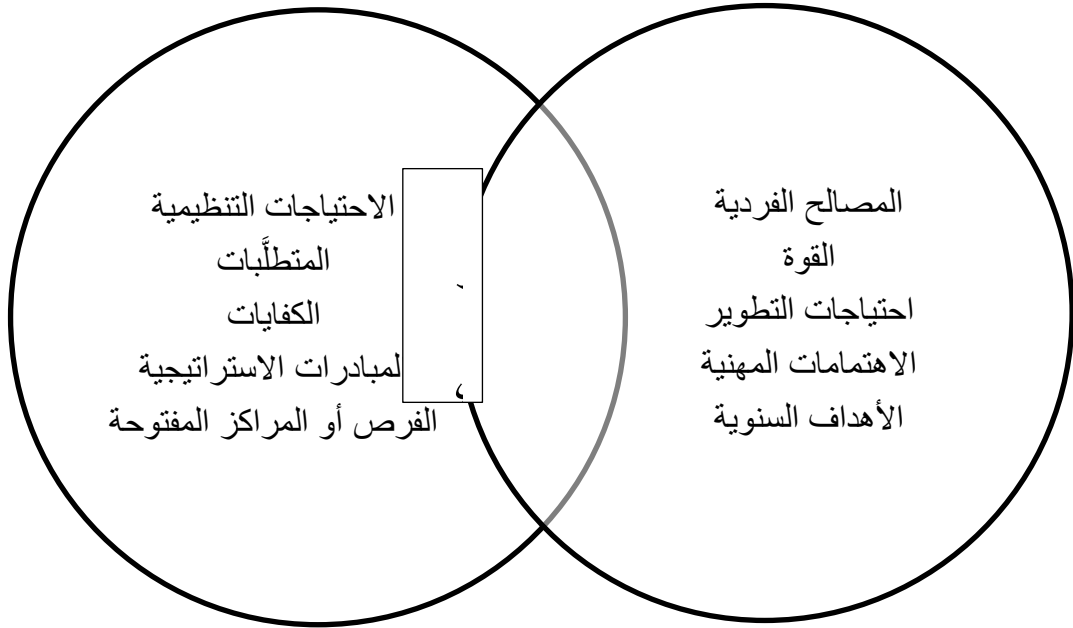 المصالح الفردية
القوة
احتياجات التطوير
الاهتمامات المهنية
الأهداف السنوية
الاحتياجات التنظيمية
المتطلَّبات
الكفايات
لمبادرات الاستراتيجية
الفرص أو المراكز المفتوحة